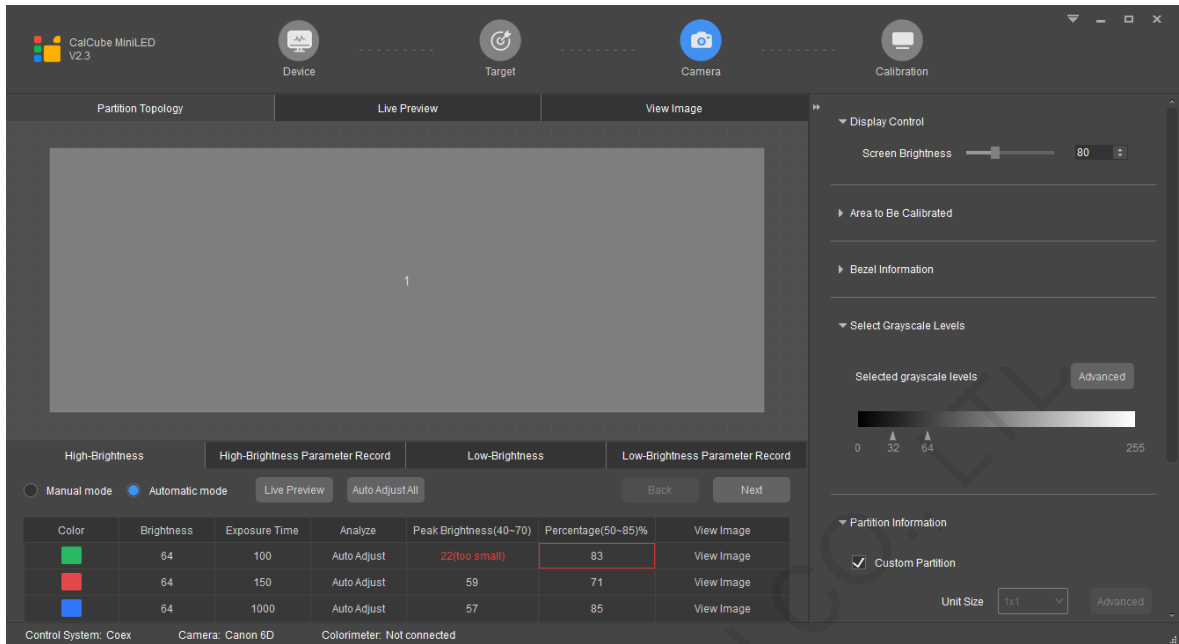 CalCube MiniLED
V2.3
Device
Target
Camera
Calibration
Partition Topology
Live Preview
View Image
1
Display Control
Screen Brightness 80
Area to Be Calibrated
Bezel Information
Select Grayscale Levels
Selected grayscale levels Advanced
0 32 64 255
Partition Information
Custom Partition
Unit Size 1x1 Advanced
High-Brightness High-Brightness Parameter Record Low-Brightness Low-Brightness Parameter Record
Manual mode Automatic mode Live Preview Auto Adjust All Back Next
Color Brightness Exposure Time Analyze Peak Brightness(40~70) Percentage(50~85)% View Image
64 100 Auto Adjust 22(too small) 83 View Image
64 150 Auto Adjust 59 71 View Image
64 1000 Auto Adjust 57 85 View Image
Control System: Coex Camera: Canon 6D Colorimeter: Not connected
CO., LTD